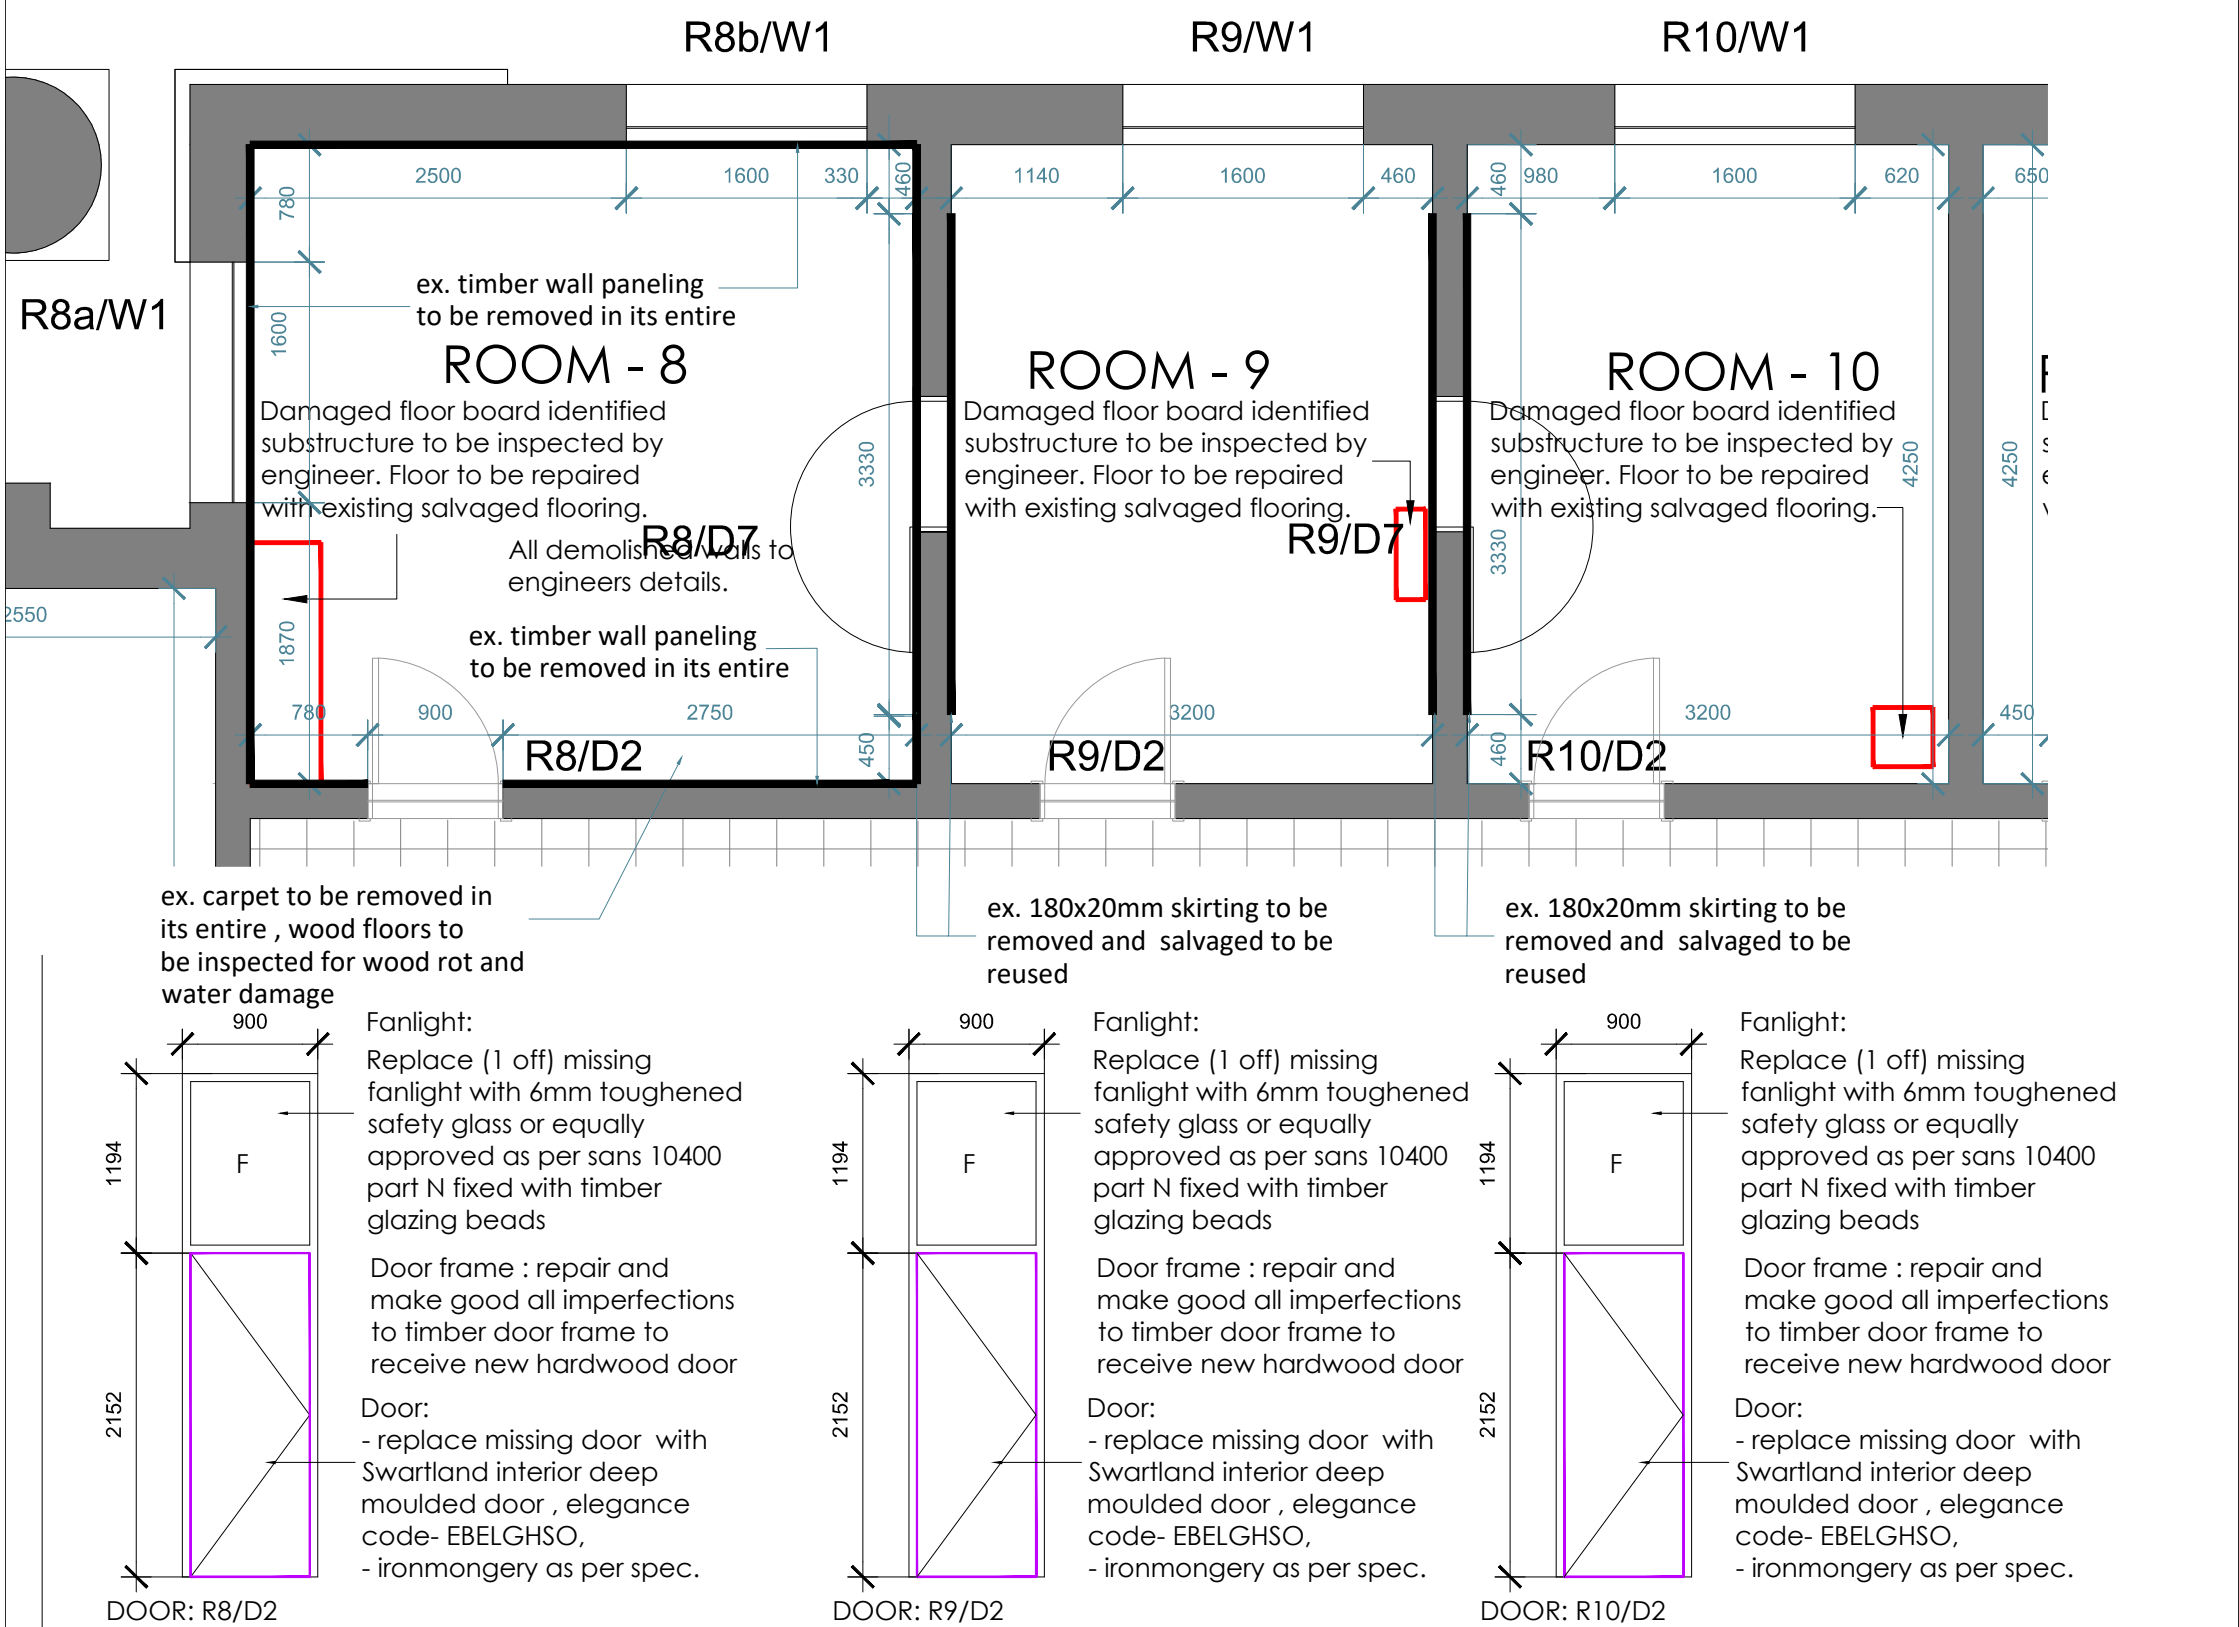 R8b/W1
R9/W1
R10/W1
2500
1600
330
460
1140
1600
460
460
980
1600
620
650
780
R8a/W1
1600
ex. timber wall paneling
to be removed in its entire
ROOM - 8
Damaged floor board identified
substructure to be inspected by
engineer. Floor to be repaired
with existing salvaged flooring.
3330
R8/D7
All demolished walls to
engineers details.
ex. timber wall paneling
to be removed in its entire
2550
1870
780
900
2750
450
R8/D2
ROOM - 9
Damaged floor board identified
substructure to be inspected by
engineer. Floor to be repaired
with existing salvaged flooring.
R9/D7
3200
R9/D2
ROOM - 10
Damaged floor board identified
substructure to be inspected by
engineer. Floor to be repaired
with existing salvaged flooring.
4250
4250
3330
3200
460
R10/D2
450
ex. carpet to be removed in
its entire , wood floors to
be inspected for wood rot and
water damage
ex. 180x20mm skirting to be
removed and  salvaged to be
reused
ex. 180x20mm skirting to be
removed and  salvaged to be
reused
900
1194
F
2152
Fanlight:
Replace (1 off) missing
fanlight with 6mm toughened
safety glass or equally
approved as per sans 10400
part N fixed with timber
glazing beads
Door frame : repair and
make good all imperfections
to timber door frame to
receive new hardwood door
Door:
- replace missing door  with
Swartland interior deep
moulded door , elegance
code- EBELGHSO,
- ironmongery as per spec.
DOOR: R8/D2
900
1194
F
2152
Fanlight:
Replace (1 off) missing
fanlight with 6mm toughened
safety glass or equally
approved as per sans 10400
part N fixed with timber
glazing beads
Door frame : repair and
make good all imperfections
to timber door frame to
receive new hardwood door
Door:
- replace missing door  with
Swartland interior deep
moulded door , elegance
code- EBELGHSO,
- ironmongery as per spec.
DOOR: R9/D2
900
1194
F
2152
Fanlight:
Replace (1 off) missing
fanlight with 6mm toughened
safety glass or equally
approved as per sans 10400
part N fixed with timber
glazing beads
Door frame : repair and
make good all imperfections
to timber door frame to
receive new hardwood door
Door:
- replace missing door  with
Swartland interior deep
moulded door , elegance
code- EBELGHSO,
- ironmongery as per spec.
DOOR: R10/D2